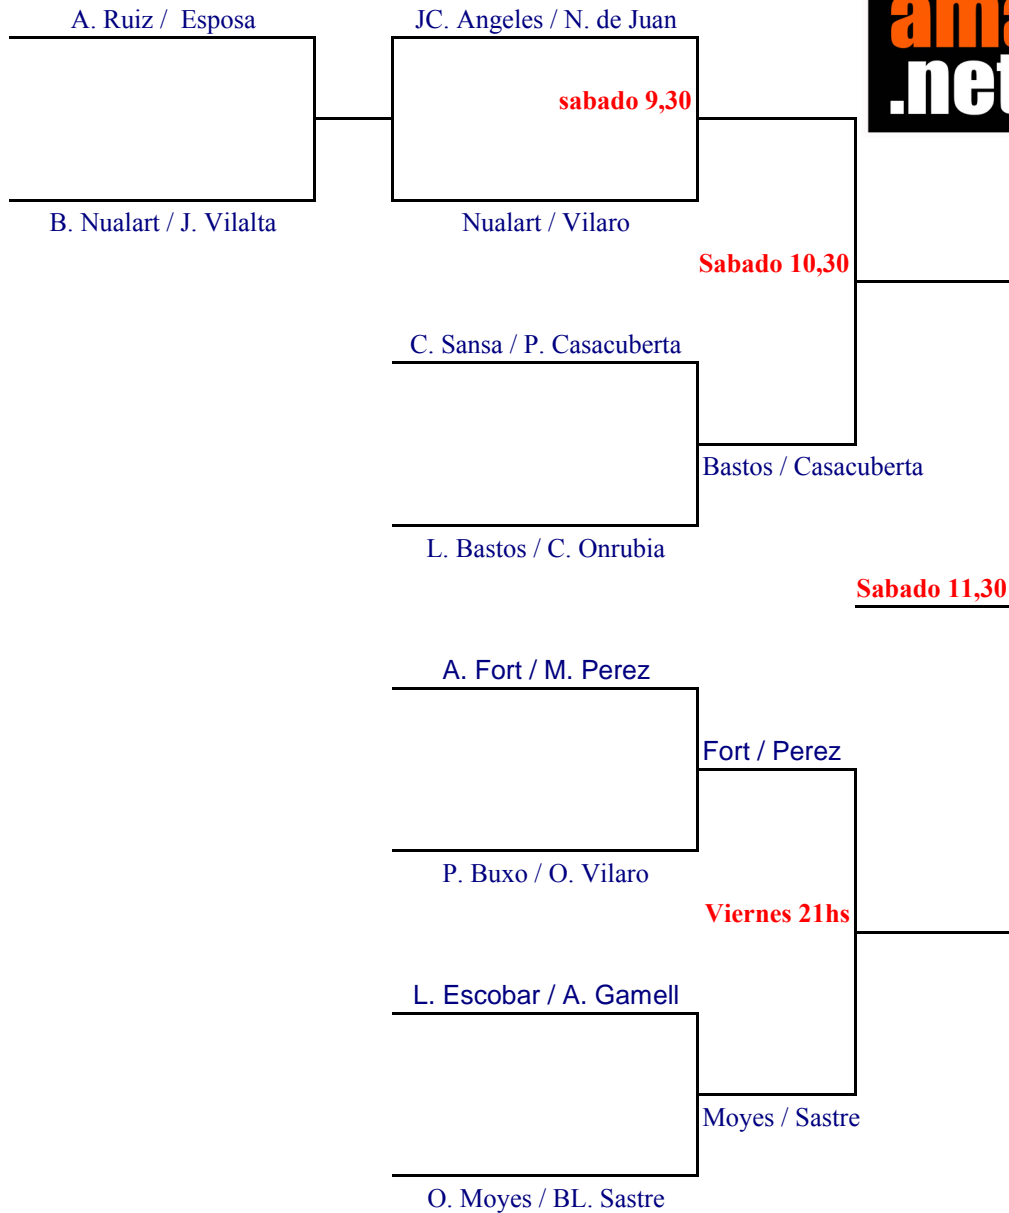 A. Ruiz / Esposa
JC. Angeles / N. de Juan
.net
sabado 9,30
B. Nualart / J. Vilalta
Nualart / Vilaro
Sabado 10,30
C. Sansa / P. Casacuberta
Bastos / Casacuberta
L. Bastos / C. Onrubia
Sabado 11,30
A. Fort / M. Perez
Fort / Perez
P. Buxo / O. Vilaro
Viernes 21hs
L. Escobar / A. Gamell
Moyes / Sastre
O. Moyes / BL. Sastre